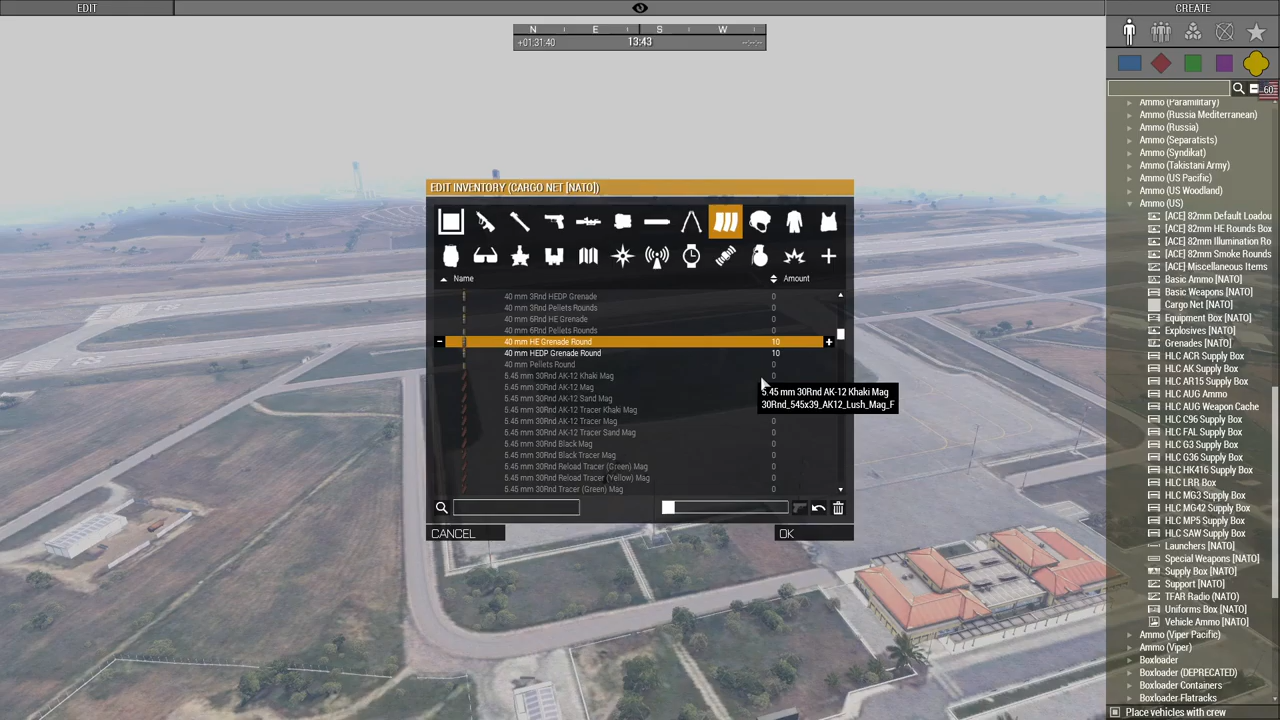 EDIT
CREATE
N E S W
+01:31:40 13:43 --:--:--
-60
Ammo (Paramilitary)
Ammo (Russia Mediterranean)
Ammo (Russia)
Ammo (Separatists)
Ammo (Syndikat)
Ammo (Takistani Army)
Ammo (US Pacific)
Ammo (US Woodland)
Ammo (US)
[ACE] 82mm Default Loadou
[ACE] 82mm HE Rounds Box
[ACE] 82mm Illumination Ro
[ACE] 82mm Smoke Rounds
[ACE] Miscellaneous Items
Basic Ammo [NATO]
Basic Weapons [NATO]
Cargo Net [NATO]
Equipment Box [NATO]
Explosives [NATO]
Grenades [NATO]
HLC ACR Supply Box
HLC AK Supply Box
HLC AR15 Supply Box
HLC AUG Ammo
HLC AUG Weapon Cache
HLC C96 Supply Box
HLC FAL Supply Box
HLC G3 Supply Box
HLC G36 Supply Box
HLC HK416 Supply Box
HLC LRR Box
HLC MG3 Supply Box
HLC MG42 Supply Box
HLC MP5 Supply Box
HLC SAW Supply Box
Launchers [NATO]
Special Weapons [NATO]
Supply Box [NATO]
Support [NATO]
TFAR Radio (NATO)
Uniforms Box [NATO]
Vehicle Ammo [NATO]
Ammo (Viper Pacific)
Ammo (Viper)
Boxloader
Boxloader (DEPRECATED)
Boxloader Containers
Boxloader Flatracks
Place vehicles with crew
EDIT INVENTORY (CARGO NET [NATO])
Name Amount
40 mm 3Rnd HEDP Grenade 0
40 mm 3Rnd Pellets Rounds 0
40 mm 6Rnd HE Grenade 0
40 mm 6Rnd Pellets Rounds 0
40 mm HE Grenade Round 10
40 mm HEDP Grenade Round 10
40 mm Pellets Round 0
5.45 mm 30Rnd AK-12 Khaki Mag 0
5.45 mm 30Rnd AK-12 Mag 0
5.45 mm 30Rnd AK-12 Sand Mag 0
5.45 mm 30Rnd AK-12 Tracer Khaki Mag 0
5.45 mm 30Rnd AK-12 Tracer Mag 0
5.45 mm 30Rnd AK-12 Tracer Sand Mag 0
5.45 mm 30Rnd Black Mag 0
5.45 mm 30Rnd Black Tracer Mag 0
5.45 mm 30Rnd Reload Tracer (Green) Mag 0
5.45 mm 30Rnd Reload Tracer (Yellow) Mag 0
5.45 mm 30Rnd Tracer (Green) Mag 0
5.45 mm 30Rnd AK-12 Khaki Mag
30Rnd_545x39_AK12_Lush_Mag_F
CANCEL OK